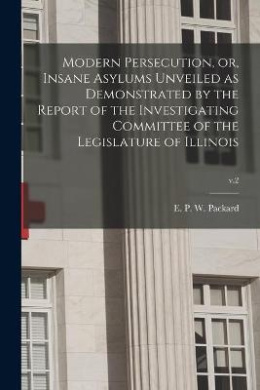 Modern Persecution, or,
Insane Asylums Unveiled as
Demonstrated by the
Report of the Investigating
Committee of the
Legislature of Illinois
v.2
E. P. W. Packard